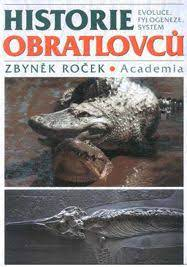 HISTORIE
EVOLUCE,
FYLOGENEZE,
SYSTÉM
OBRATLOVCŮ
ZBYNĚK ROČEK • Academia